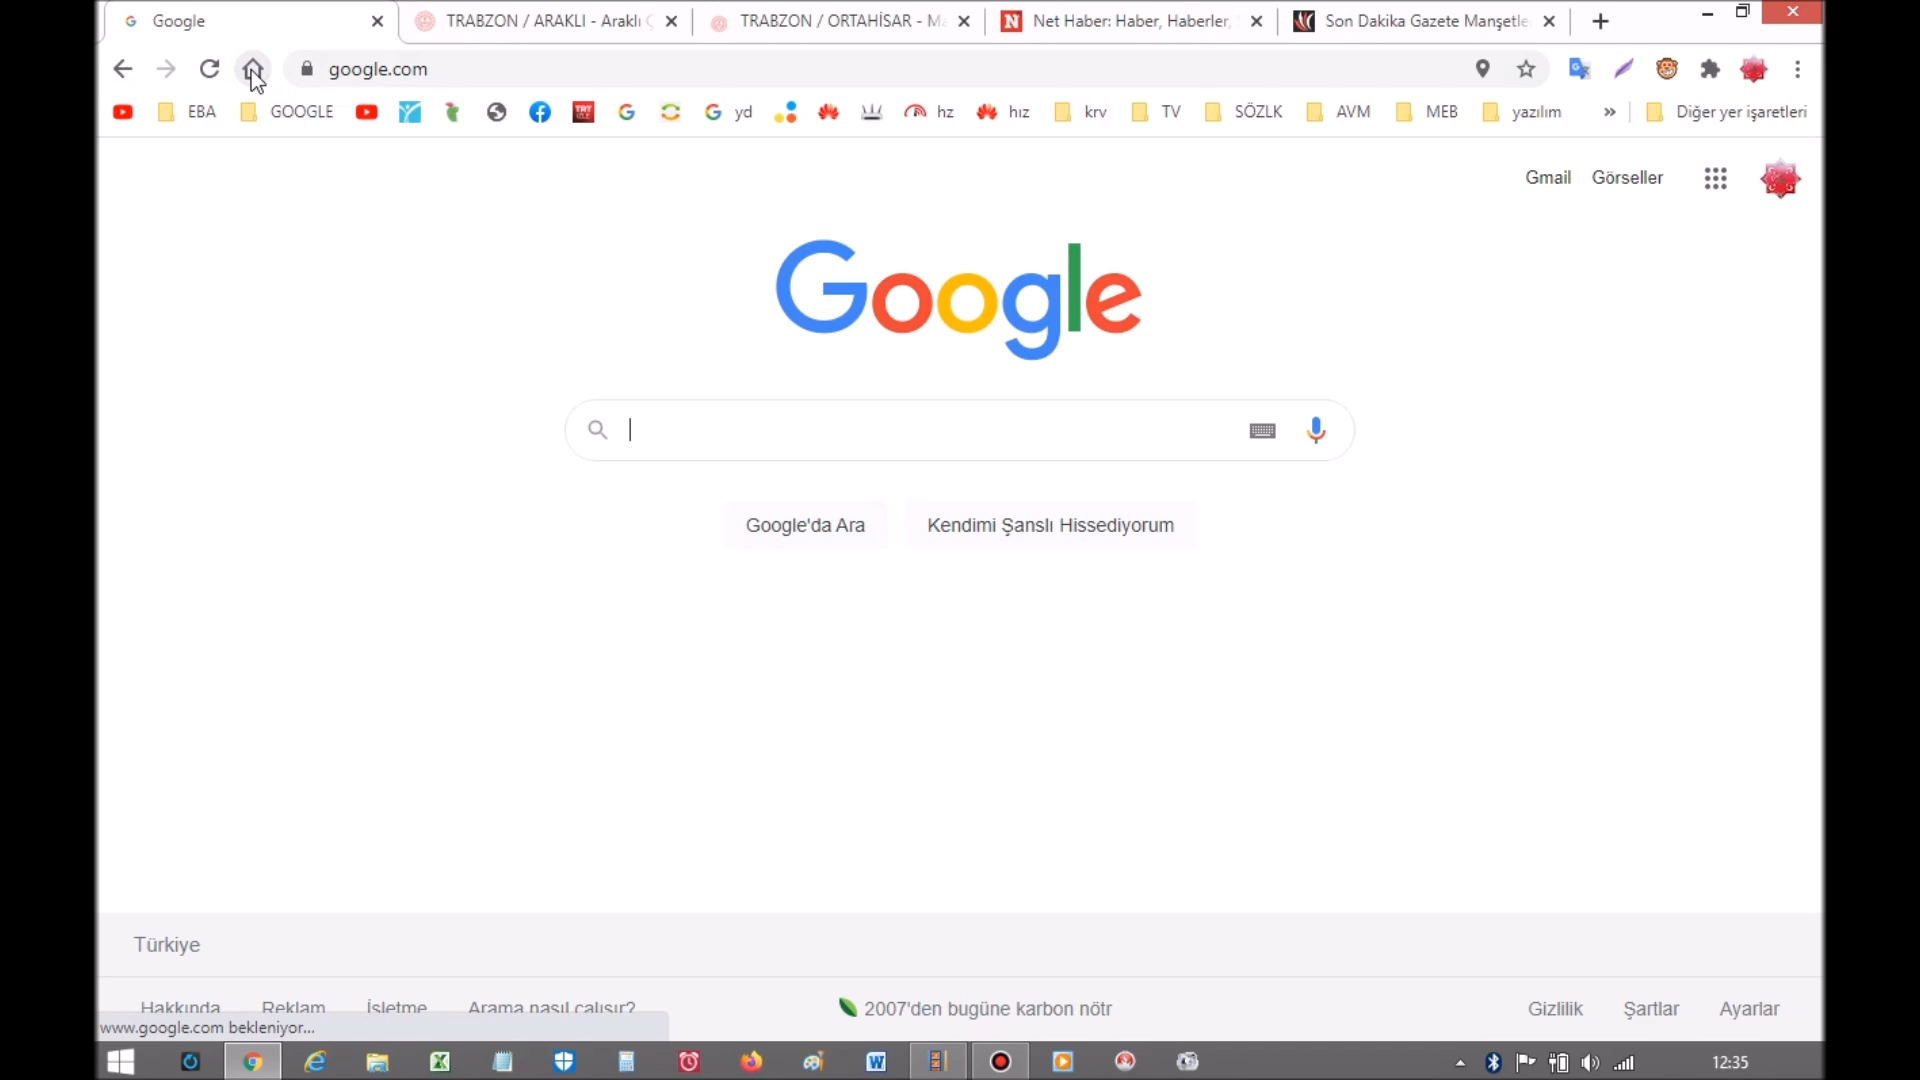 Google
TRABZON / ARAKLI - Araklı
TRABZON / ORTAHİSAR - Ma
Net Haber: Haber, Haberler,
Son Dakika Gazete Manşetle
google.com
EBA
GOOGLE
TRT
yd
hz
hız
krv
TV
SÖZLK
AVM
MEB
yazılım
»
Diğer yer işaretleri
Gmail
Görseller
Google
Google'da Ara
Kendimi Şanslı Hissediyorum
Türkiye
Hakkında
Reklam
İşletme
Arama nasıl çalışır?
2007'den bugüne karbon nötr
Gizlilik
Şartlar
Ayarlar
www.google.com bekleniyor...
12:35